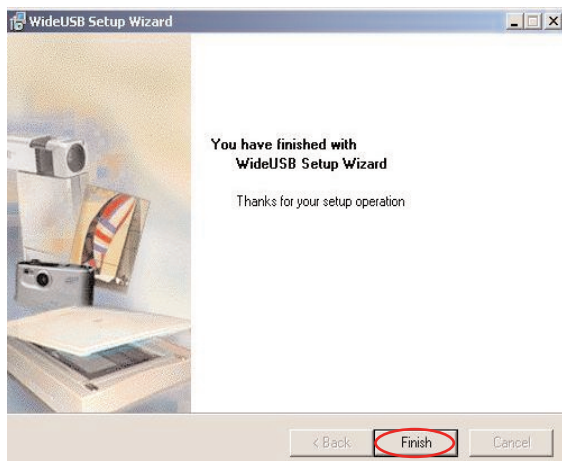 WideUSB Setup Wizard
You have finished with
WideUSB Setup Wizard
Thanks for your setup operation
< Back
Finish
Cancel